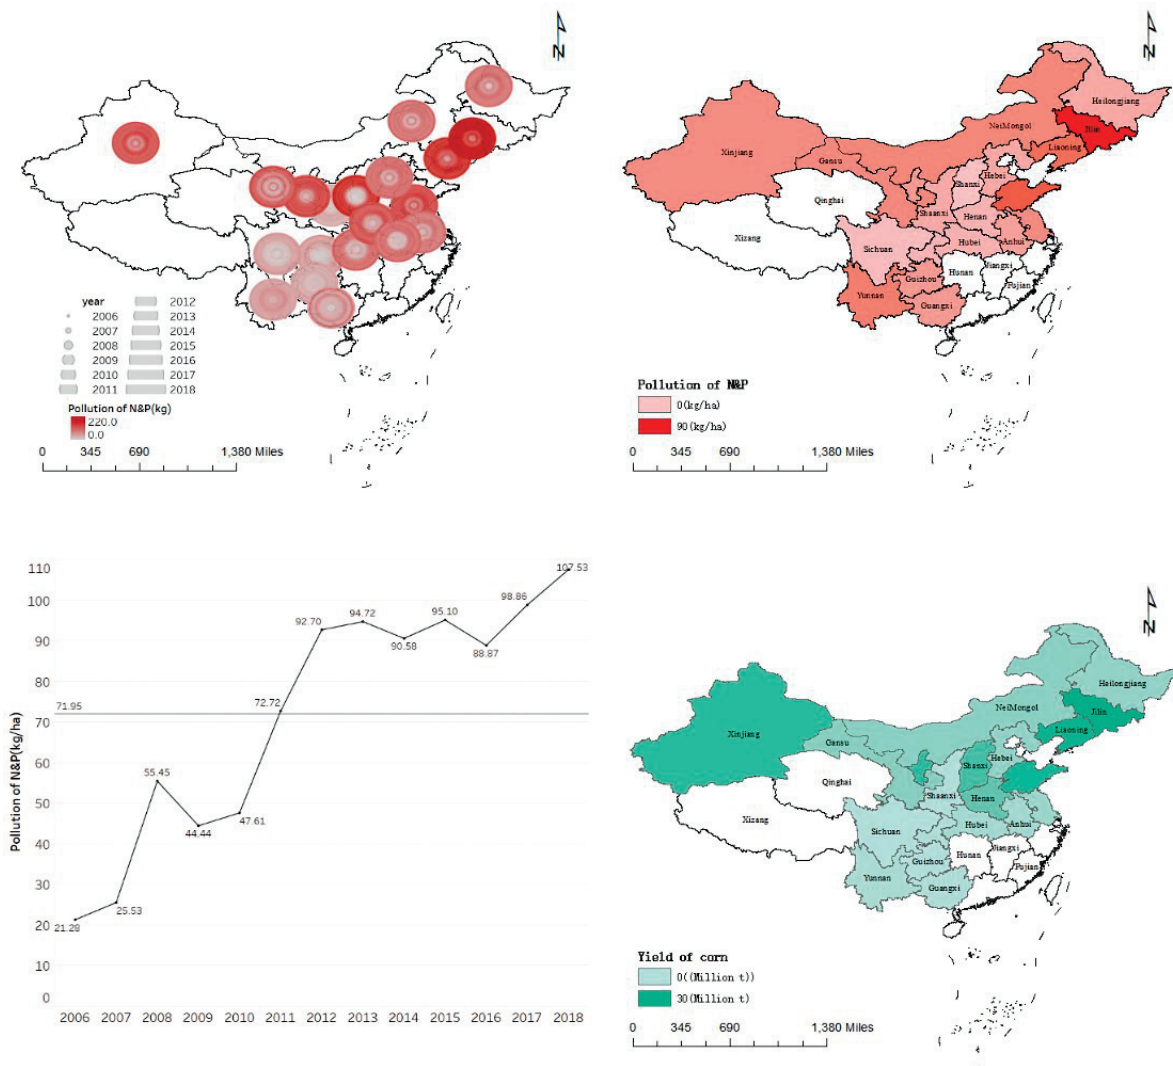 N
year
2006
2007
2008
2009
2010
2011
2012
2013
2014
2015
2016
2017
2018
Pollution of N&P(kg)
220.0
0.0
0 345 690 1,380 Miles
N
Heilongjiang
Jilin
NeiMongol
Liaoning
Xinjiang
Gansu
Hebei
Shanxi
Qinghai
Shaanxi
Henan
Xizang
Sichuan
Hubei
Anhui
Guizhou
Hunan
Jiangxi
Fujian
Yunnan
Guangxi
Pollution of N&P
0(kg/ha)
90(kg/ha)
0 345 690 1,380 Miles
Pollution of N&P(kg/ha)
110
100
90
80
70
60
50
40
30
20
10
0
71.95
21.28
25.53
55.45
44.44
47.61
72.72
92.70
94.72
90.58
95.10
88.87
98.86
107.53
2006 2007 2008 2009 2010 2011 2012 2013 2014 2015 2016 2017 2018
N
Heilongjiang
Jilin
NeiMongol
Liaoning
Xinjiang
Gansu
Hebei
Shanxi
Qinghai
Shaanxi
Henan
Xizang
Sichuan
Hubei
Anhui
Guizhou
Hunan
Jiangxi
Fujian
Yunnan
Guangxi
Yield of corn
0((Million t))
30(Million t)
0 345 690 1,380 Miles